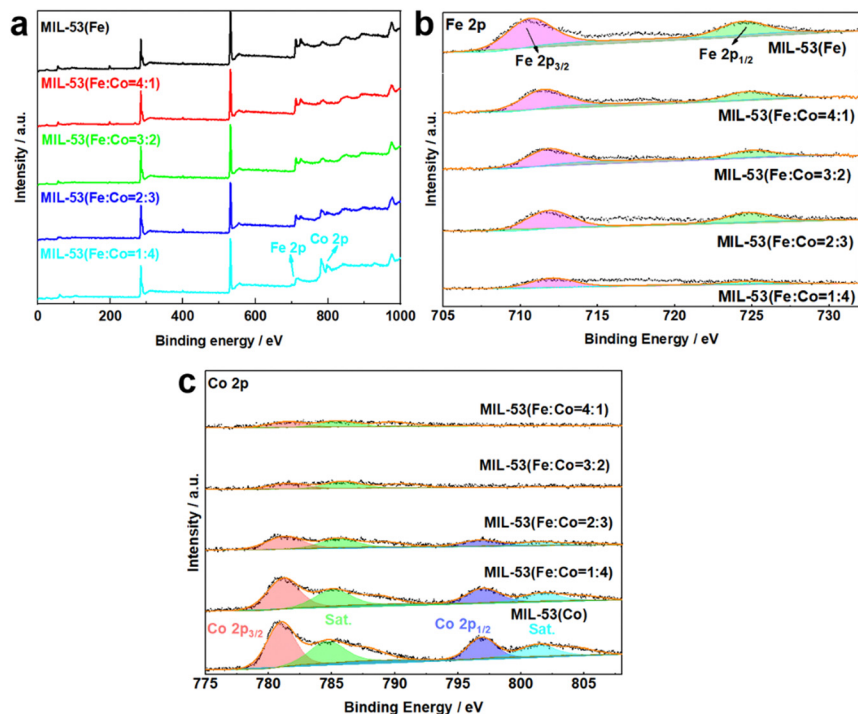 a
MIL-53(Fe)
MIL-53(Fe:Co=4:1)
MIL-53(Fe:Co=3:2)
MIL-53(Fe:Co=2:3)
MIL-53(Fe:Co=1:4)
Fe 2p
Co 2p
Intensity / a.u.
0 200 400 600 800 1000
Binding energy / eV
b
Fe 2p
Fe 2p3/2
Fe 2p1/2
MIL-53(Fe)
MIL-53(Fe:Co=4:1)
MIL-53(Fe:Co=3:2)
MIL-53(Fe:Co=2:3)
MIL-53(Fe:Co=1:4)
Intensity / a.u.
705 710 715 720 725 730
Binding Energy / eV
c
Co 2p
MIL-53(Fe:Co=4:1)
MIL-53(Fe:Co=3:2)
MIL-53(Fe:Co=2:3)
MIL-53(Fe:Co=1:4)
MIL-53(Co)
Co 2p3/2
Sat.
Co 2p1/2
Sat.
Intensity / a.u.
775 780 785 790 795 800 805
Binding Energy / eV